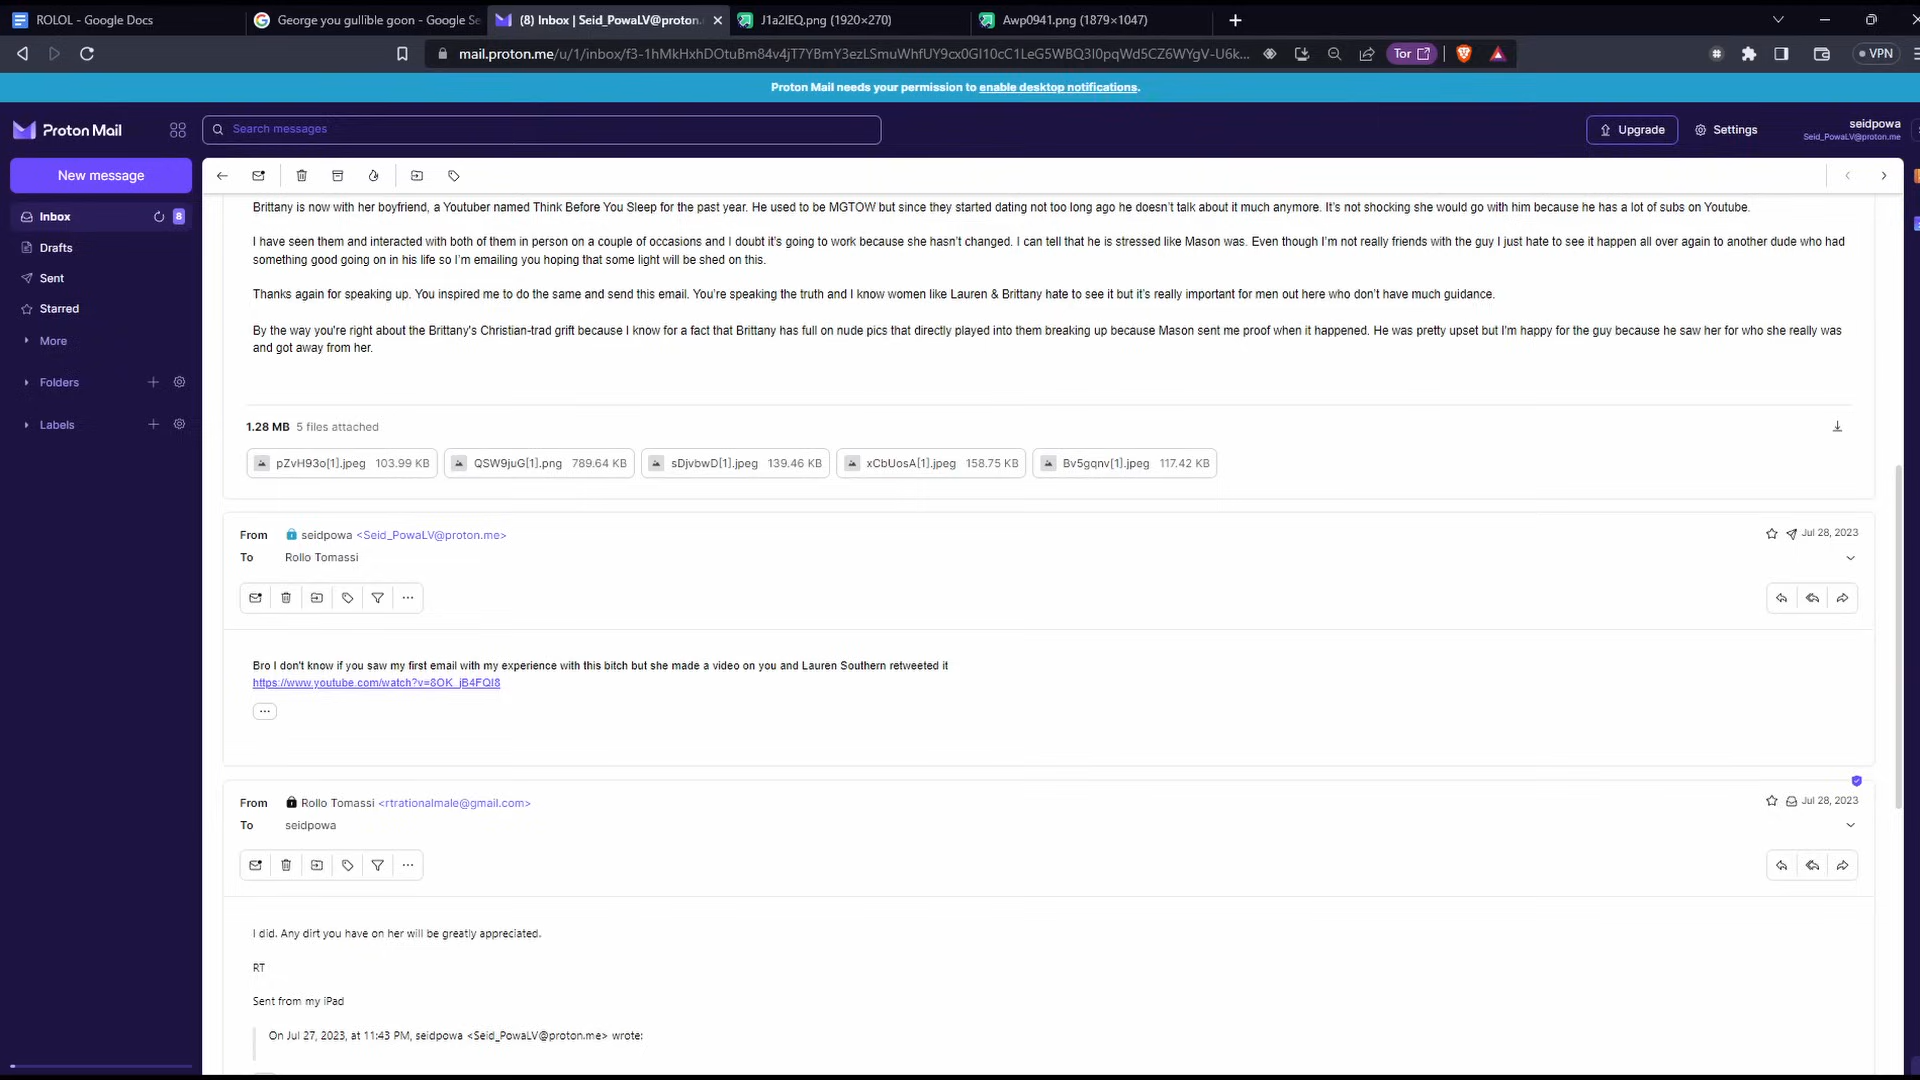 ROLOL - Google Docs
George you gullible goon - Google Se
(8) Inbox | Seid_PowaLV@proton.
J1a2IEQ.png (1920×270)
Awp0941.png (1879×1047)
Tor
VPN
Proton Mail needs your permission to enable desktop notifications.
Proton Mail
Search messages
Upgrade
Settings
seidpowa
Seid_PowaLV@proton.me
New message
Inbox
8
Drafts
Sent
Starred
More
Folders
Labels
Brittany is now with her boyfriend, a Youtuber named Think Before You Sleep for the past year. He used to be MGTOW but since they started dating not too long ago he doesn't talk about it much anymore. It's not shocking she would go with him because he has a lot of subs on Youtube.
I have seen them and interacted with both of them in person on a couple of occasions and I doubt it's going to work because she hasn't changed. I can tell that he is stressed like Mason was. Even though I'm not really friends with the guy I just hate to see it happen all over again to another dude who had
something good going on in his life so I'm emailing you hoping that some light will be shed on this.
Thanks again for speaking up. You inspired me to do the same and send this email. You're speaking the truth and I know women like Lauren & Brittany hate to see it but it's really important for men out here who don't have much guidance.
By the way you're right about the Brittany's Christian-trad grift because I know for a fact that Brittany has full on nude pics that directly played into them breaking up because Mason sent me proof when it happened. He was pretty upset but I'm happy for the guy because he saw her for who she really was
and got away from her.
1.28 MB 5 files attached
pZvH93o[1].jpeg 103.99 KB
QSW9juG[1].png 789.64 KB
sDjvbwD[1].jpeg 139.46 KB
xCbUosA[1].jpeg 158.75 KB
Bv5gqnv[1].jpeg 117.42 KB
From seidpowa <Seid_PowaLV@proton.me>
Jul 28, 2023
To Rollo Tomassi
Bro I don't know if you saw my first email with my experience with this bitch but she made a video on you and Lauren Southern retweeted it
https://www.youtube.com/watch?v=8OK_jB4FQI8
From Rollo Tomassi <rtrationalmale@gmail.com>
Jul 28, 2023
To seidpowa
I did. Any dirt you have on her will be greatly appreciated.
RT
Sent from my iPad
On Jul 27, 2023, at 11:43 PM, seidpowa <Seid_PowaLV@proton.me> wrote: